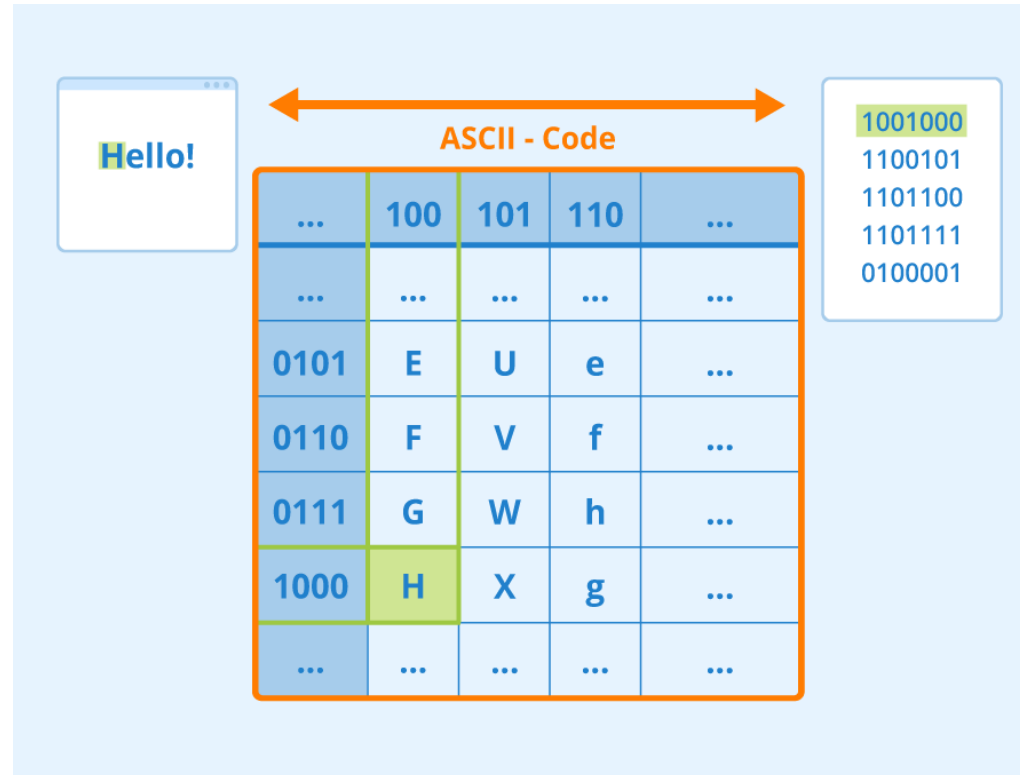 Hello!
ASCII - Code
... 100 101 110 ...
... ... ... ... ...
0101 E U e ...
0110 F V f ...
0111 G W h ...
1000 H X g ...
... ... ... ... ...
1001000
1100101
1101100
1101111
0100001